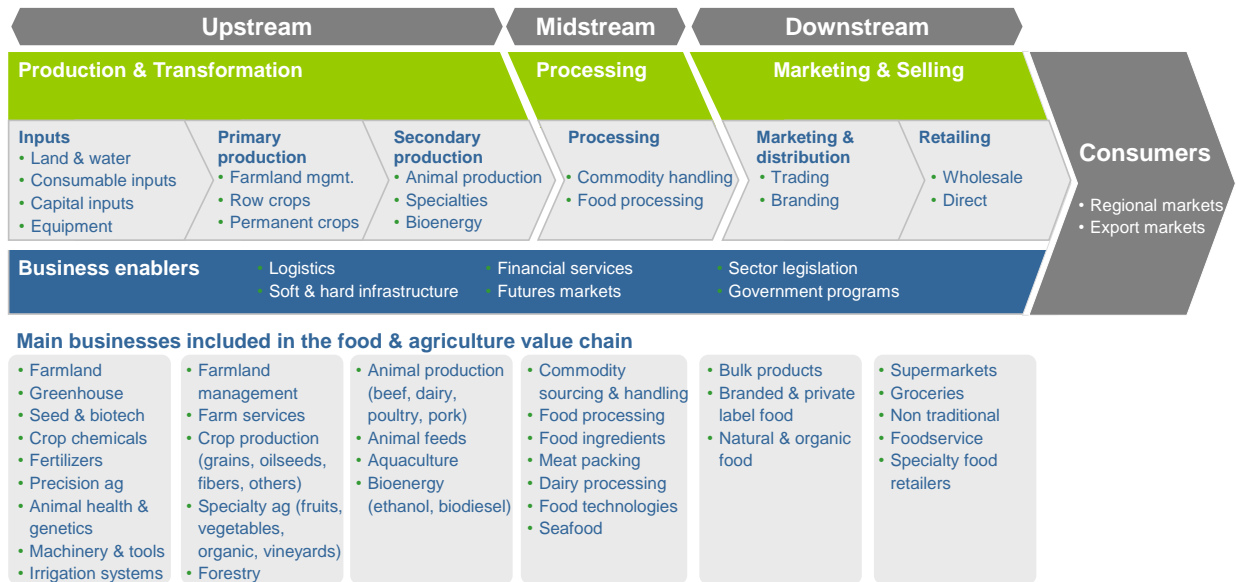 Upstream
Midstream
Downstream
Production & Transformation
Processing
Marketing & Selling
Inputs
• Land & water
• Consumable inputs
• Capital inputs
• Equipment
Primary
production
• Farmland mgmt.
• Row crops
• Permanent crops
Secondary
production
• Animal production
• Specialties
• Bioenergy
Processing
• Commodity handling
• Food processing
Marketing &
distribution
• Trading
• Branding
Retailing
• Wholesale
• Direct
Consumers
• Regional markets
• Export markets
Business enablers
• Logistics
• Soft & hard infrastructure
• Financial services
• Futures markets
• Sector legislation
• Government programs
Main businesses included in the food & agriculture value chain
• Farmland
• Greenhouse
• Seed & biotech
• Crop chemicals
• Fertilizers
• Precision ag
• Animal health &
genetics
• Machinery & tools
• Irrigation systems
• Farmland
management
• Farm services
• Crop production
(grains, oilseeds,
fibers, others)
• Specialty ag (fruits,
vegetables,
organic, vineyards)
• Forestry
• Animal production
(beef, dairy,
poultry, pork)
• Animal feeds
• Aquaculture
• Bioenergy
(ethanol, biodiesel)
• Commodity
sourcing & handling
• Food processing
• Food ingredients
• Meat packing
• Dairy processing
• Food technologies
• Seafood
• Bulk products
• Branded & private
label food
• Natural & organic
food
• Supermarkets
• Groceries
• Non traditional
• Foodservice
• Specialty food
retailers